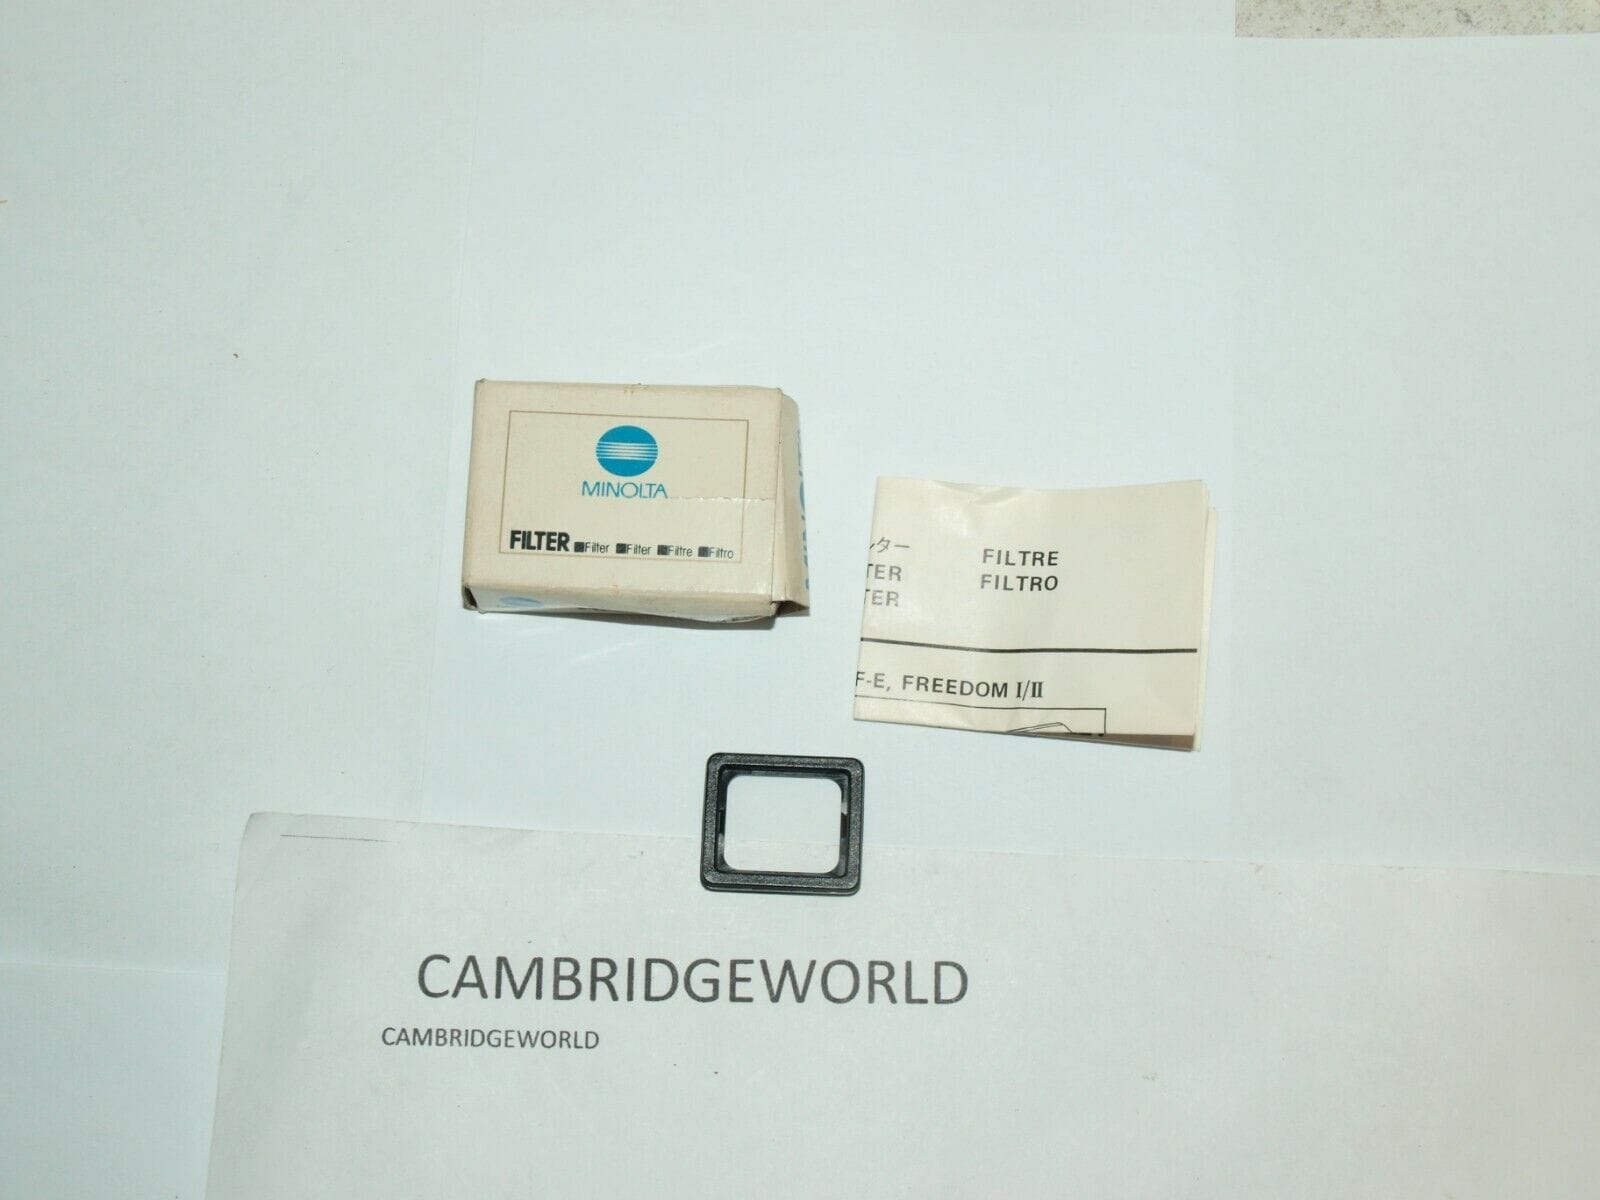 MINOLTA
FILTER Filter Filter Filtre Filtro
ター FILTRE
TER FILTRO
TER
F-E, FREEDOM I/II
CAMBRIDGEWORLD
CAMBRIDGEWORLD